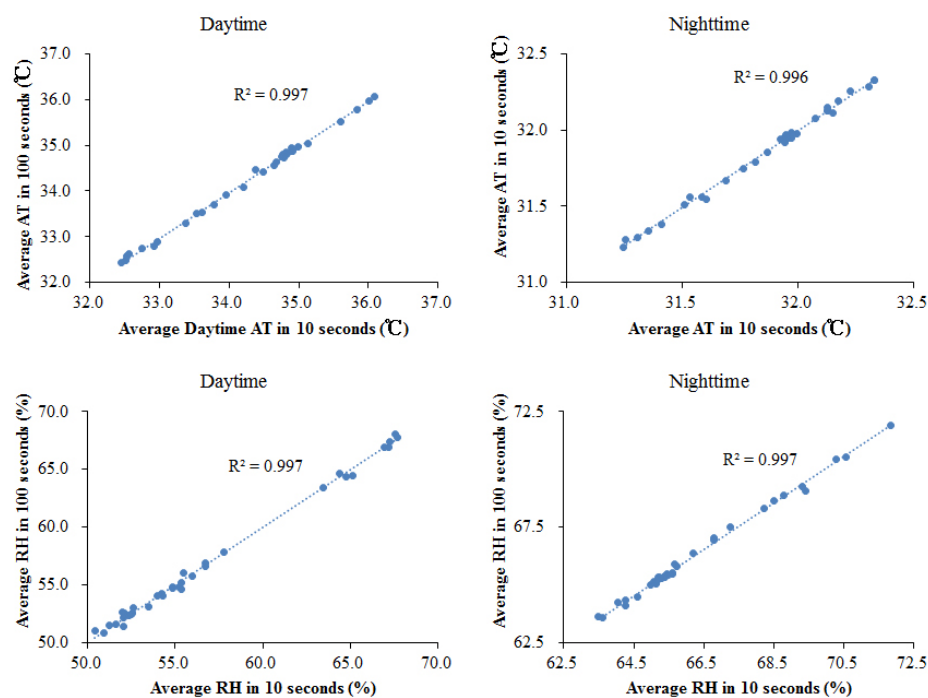 Daytime
37.0
36.0
35.0
34.0
33.0
32.0
32.0 33.0 34.0 35.0 36.0 37.0
Average AT in 100 seconds (℃)
Average Daytime AT in 10 seconds (℃)
R² = 0.997
Nighttime
32.5
32.0
31.5
31.0
31.0 31.5 32.0 32.5
Average AT in 10 seconds (℃)
Average AT in 10 seconds (℃)
R² = 0.996
Daytime
70.0
65.0
60.0
55.0
50.0
50.0 55.0 60.0 65.0 70.0
Average RH in 100 seconds (%)
Average RH in 10 seconds (%)
R² = 0.997
Nighttime
72.5
67.5
62.5
62.5 64.5 66.5 68.5 70.5 72.5
Average RH in 100 seconds (%)
Average RH in 10 seconds (%)
R² = 0.997